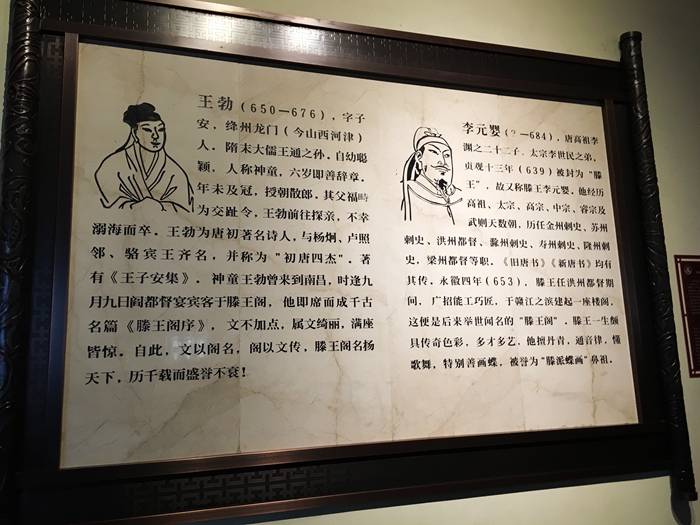 王勃（650—676），字子
安，绛州龙门（今山西河津）
人。隋末大儒王通之孙。自幼聪
颖，人称神童，六岁即善辞章。
年未及冠，授朝散郎。其父福畤
为交趾令，王勃前往探亲，不幸
溺海而卒。王勃为唐初著名诗人，与杨炯、卢照
邻、骆宾王齐名，并称为“初唐四杰”。著
有《王子安集》。神童王勃曾来到南昌，时逢九
月九日阎都督宴宾客于滕王阁，他即席而成千古
名篇《滕王阁序》，文不加点，属文绮丽，满座
皆惊。自此，文以阁名，阁以文传，滕王阁名扬
天下，历千载而盛誉不衰！
李元婴（？—684），唐高祖李
渊之二十二子，太宗李世民之弟，
贞观十三年（639）被封为“滕
王”，故又称滕王李元婴。他经历
高祖、太宗、高宗、中宗、睿宗及
武则天数朝，历任金州刺史、苏州
刺史、洪州都督、滁州刺史、寿州刺史、隆州刺
史，梁州都督等职。《旧唐书》《新唐书》均有
其传。永徽四年（653），滕王任洪州都督期
间，广招能工巧匠，于赣江之滨建起一座楼阁，
这便是后来举世闻名的“滕王阁”。滕王一生颇
具传奇色彩，多才多艺，他擅丹青，通音律，懂
歌舞，特别善画蝶，被誉为“滕派蝶画”鼻祖。